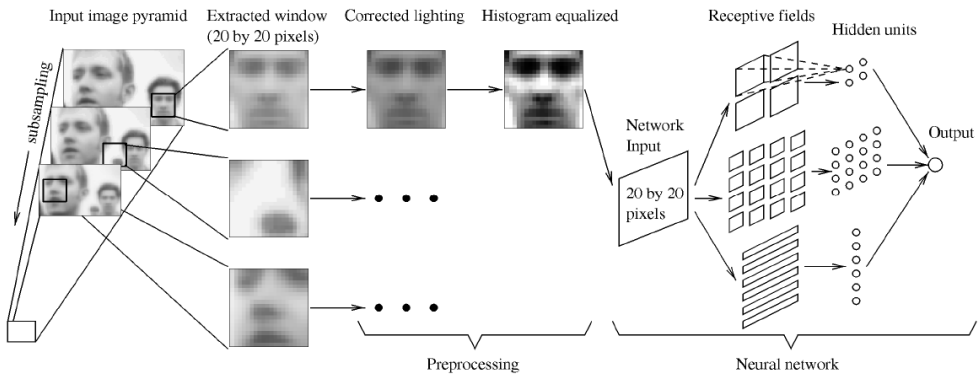 Input image pyramid
Extracted window
(20 by 20 pixels)
Corrected lighting
Histogram equalized
Receptive fields
Hidden units
subsampling
Network
Input
Output
20 by 20
pixels
Preprocessing
Neural network